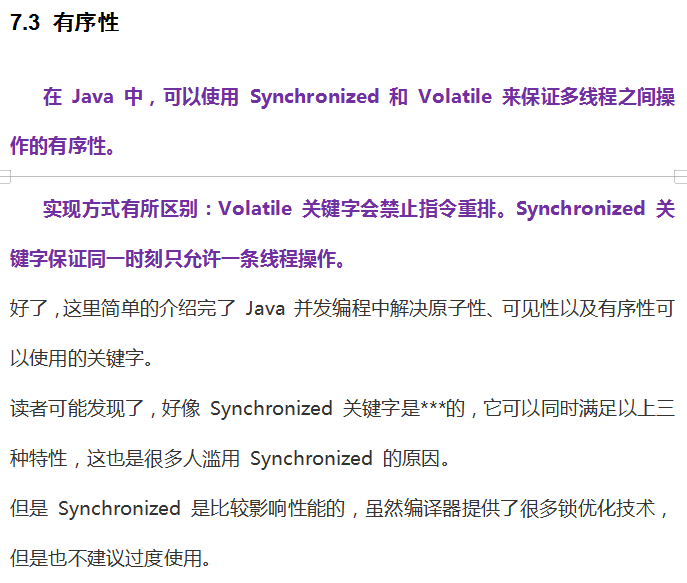 7.3 有序性
在 Java 中，可以使用 Synchronized 和 Volatile 来保证多线程之间操
作的有序性。
实现方式有所区别：Volatile 关键字会禁止指令重排。Synchronized 关
键字保证同一时刻只允许一条线程操作。
好了，这里简单的介绍完了 Java 并发编程中解决原子性、可见性以及有序性可
以使用的关键字。
读者可能发现了，好像 Synchronized 关键字是***的，它可以同时满足以上三
种特性，这也是很多人滥用 Synchronized 的原因。
但是 Synchronized 是比较影响性能的，虽然编译器提供了很多锁优化技术，
但是也不建议过度使用。